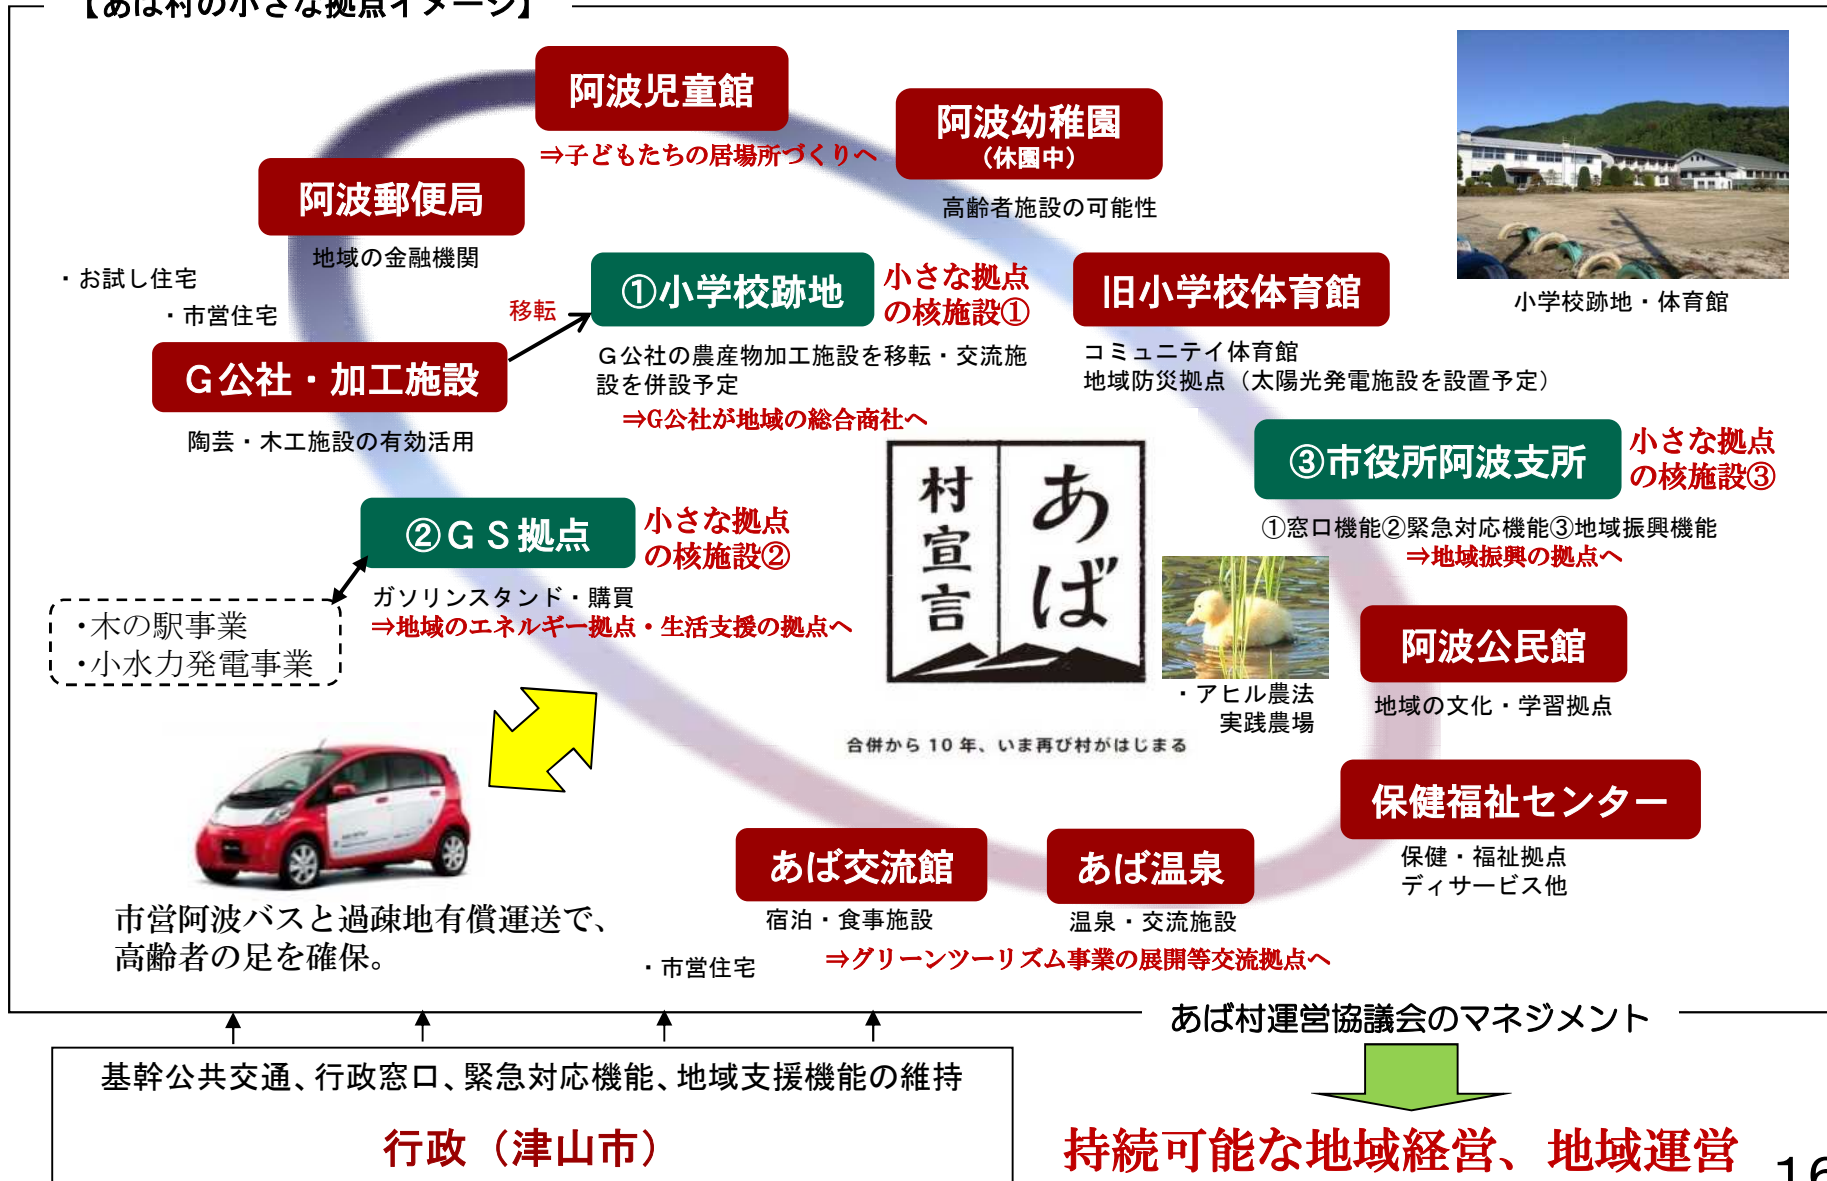 【あば村の小さな拠点イメージ】
阿波児童館
⇒子どもたちの居場所づくりへ
阿波幼稚園
（休園中）
高齢者施設の可能性
阿波郵便局
地域の金融機関
・お試し住宅
・市営住宅
移転
①小学校跡地
小さな拠点
の核施設①
Ｇ公社の農産物加工施設を移転・交流施
設を併設予定
⇒G公社が地域の総合商社へ
旧小学校体育館
コミュニテイ体育館
地域防災拠点（太陽光発電施設を設置予定）
小学校跡地・体育館
Ｇ公社・加工施設
陶芸・木工施設の有効活用
③市役所阿波支所
小さな拠点
の核施設③
①窓口機能②緊急対応機能③地域振興機能
⇒地域振興の拠点へ
②ＧＳ拠点
小さな拠点
の核施設②
ガソリンスタンド・購買
⇒地域のエネルギー拠点・生活支援の拠点へ
・木の駅事業
・小水力発電事業
あば
村宣言
合併から 10 年、いま再び村がはじまる
・アヒル農法
実践農場
阿波公民館
地域の文化・学習拠点
保健福祉センター
保健・福祉拠点
ディサービス他
あば交流館
宿泊・食事施設
あば温泉
温泉・交流施設
⇒グリーンツーリズム事業の展開等交流拠点へ
・市営住宅
市営阿波バスと過疎地有償運送で、
高齢者の足を確保。
あば村運営協議会のマネジメント
基幹公共交通、行政窓口、緊急対応機能、地域支援機能の維持
行政（津山市）
持続可能な地域経営、地域運営
16